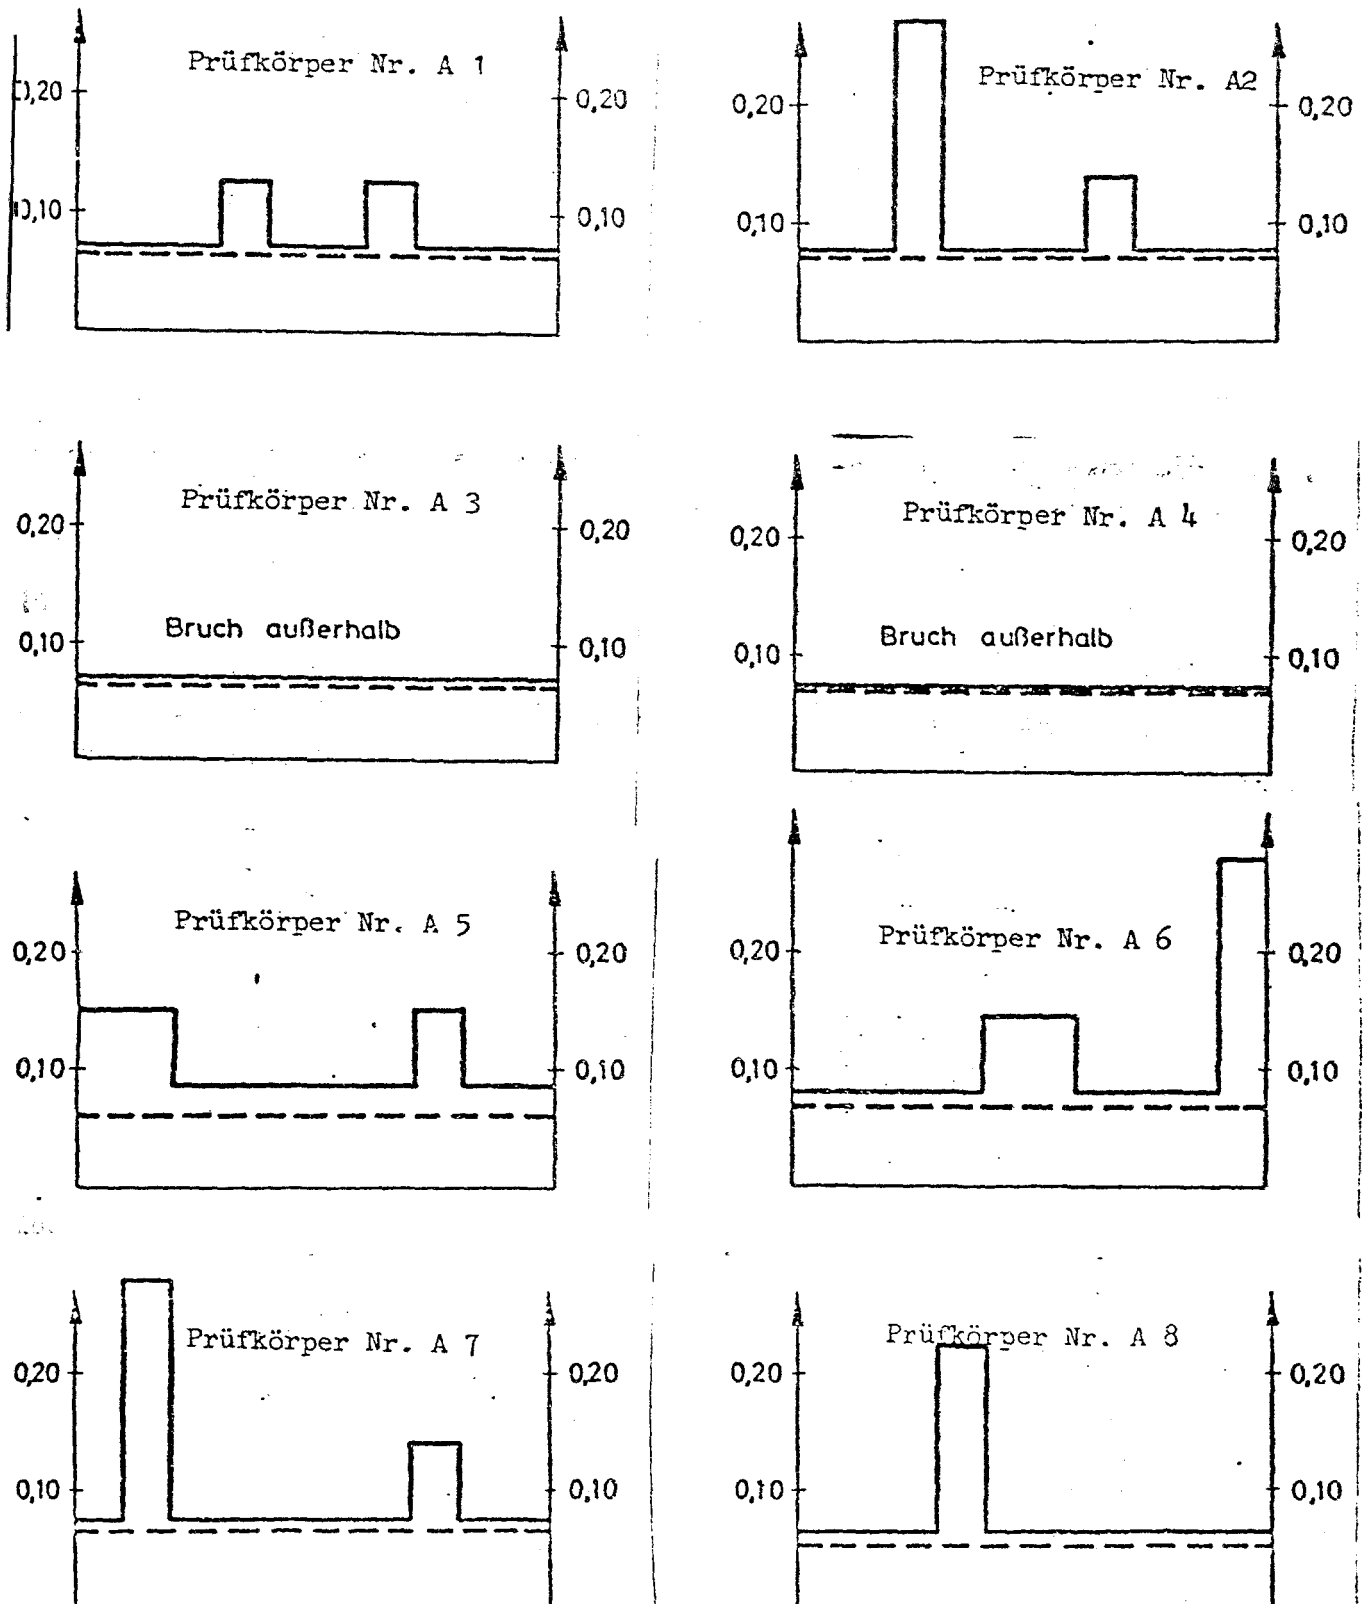 Prüfkörper Nr. A 1
0,20 0,20
0,10 0,10
Prüfkörper Nr. A2
0,20 0,20
0,10 0,10
Prüfkörper Nr. A 3
0,20 0,20
Bruch außerhalb
0,10 0,10
Prüfkörper Nr. A 4
0,20 0,20
Bruch außerhalb
0,10 0,10
Prüfkörper Nr. A 5
0,20 0,20
0,10 0,10
Prüfkörper Nr. A 6
0,20 0,20
0,10 0,10
Prüfkörper Nr. A 7
0,20 0,20
0,10 0,10
Prüfkörper Nr. A 8
0,20 0,20
0,10 0,10